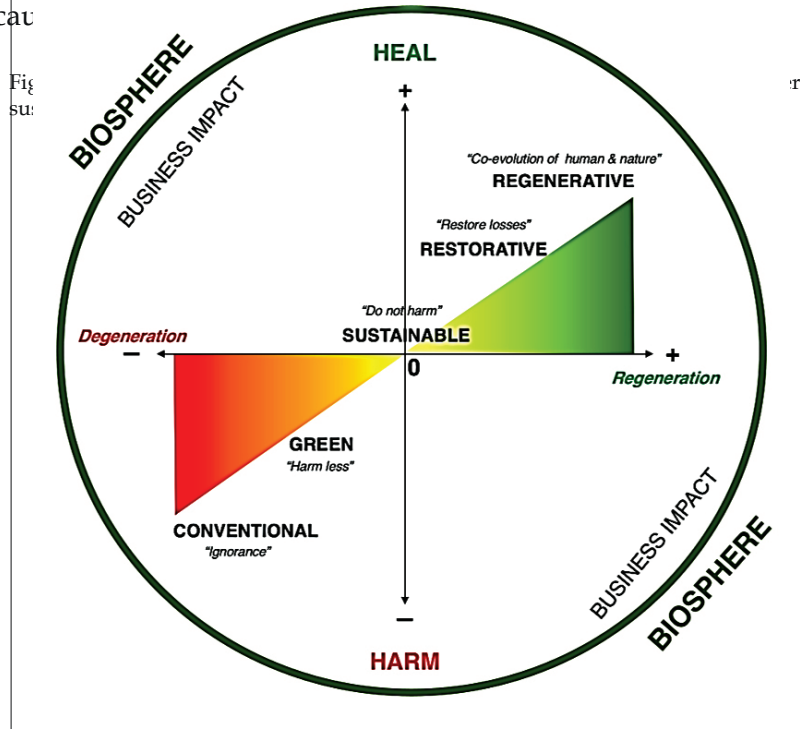 HEAL
+
BIOSPHERE
BUSINESS IMPACT
"Co-evolution of human & nature"
REGENERATIVE
"Restore losses"
RESTORATIVE
"Do not harm"
SUSTAINABLE
Degeneration
–
0
+
Regeneration
GREEN
"Harm less"
CONVENTIONAL
"Ignorance"
BUSINESS IMPACT
BIOSPHERE
–
HARM